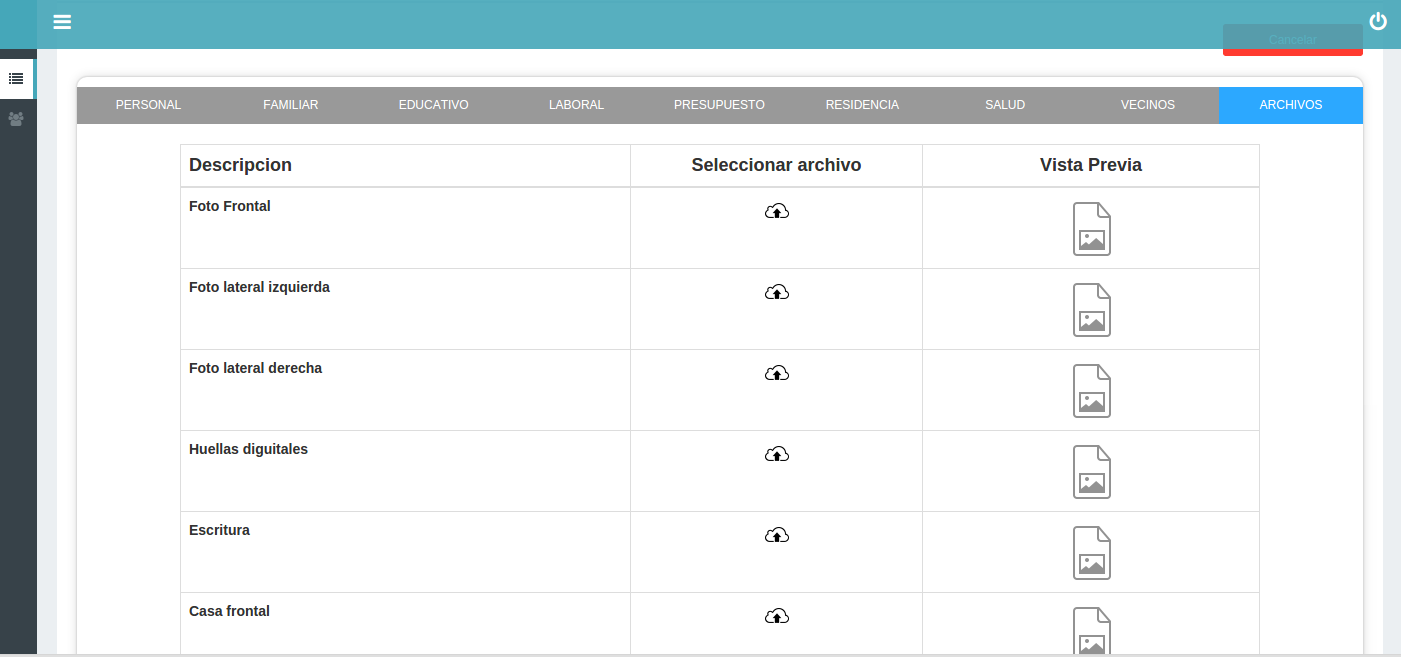 Cancelar
PERSONAL FAMILIAR EDUCATIVO LABORAL PRESUPUESTO RESIDENCIA SALUD VECINOS ARCHIVOS
Descripcion Seleccionar archivo Vista Previa
Foto Frontal
Foto lateral izquierda
Foto lateral derecha
Huellas diguitales
Escritura
Casa frontal